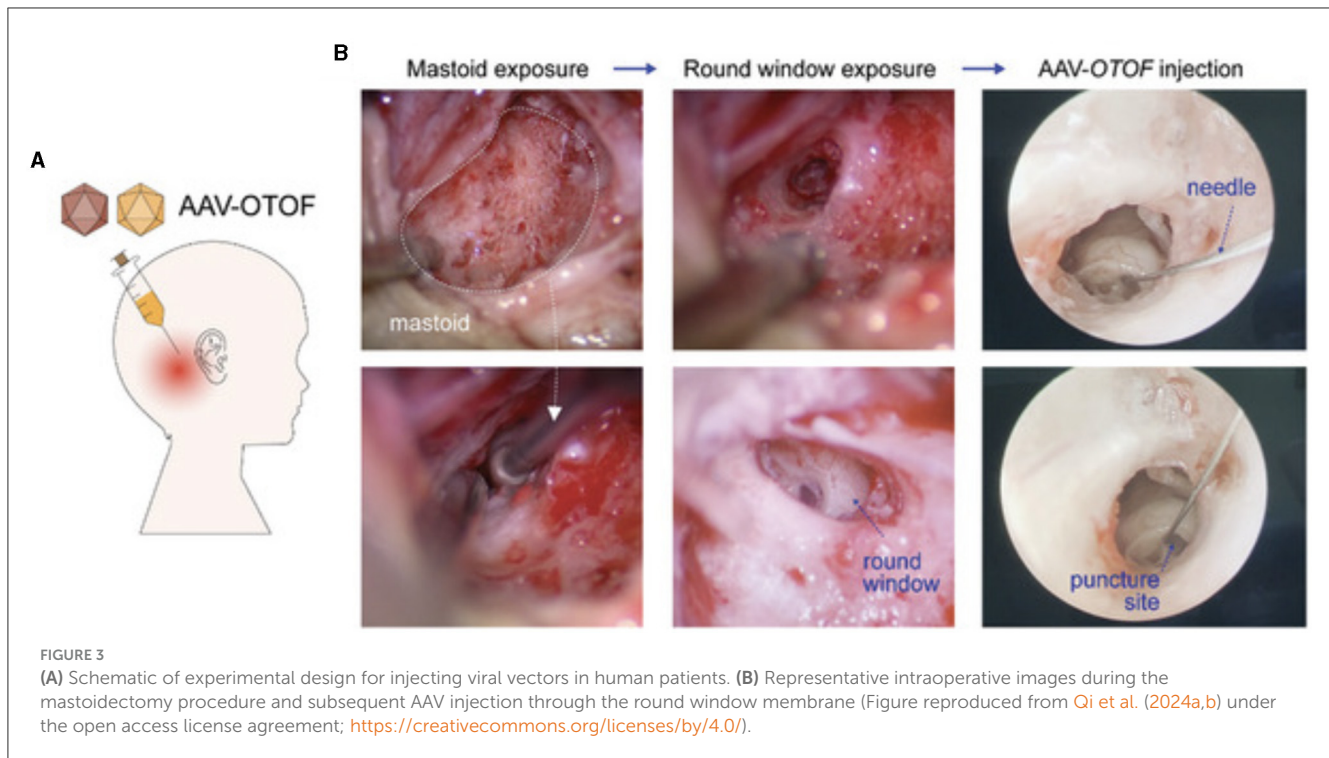 B
Mastoid exposure → Round window exposure → AAV-OTOF injection
A
AAV-OTOF
needle
mastoid
round
window
puncture
site
FIGURE 3
(A) Schematic of experimental design for injecting viral vectors in human patients. (B) Representative intraoperative images during the
mastoidectomy procedure and subsequent AAV injection through the round window membrane (Figure reproduced from Qi et al. (2024a,b) under
the open access license agreement; https://creativecommons.org/licenses/by/4.0/).